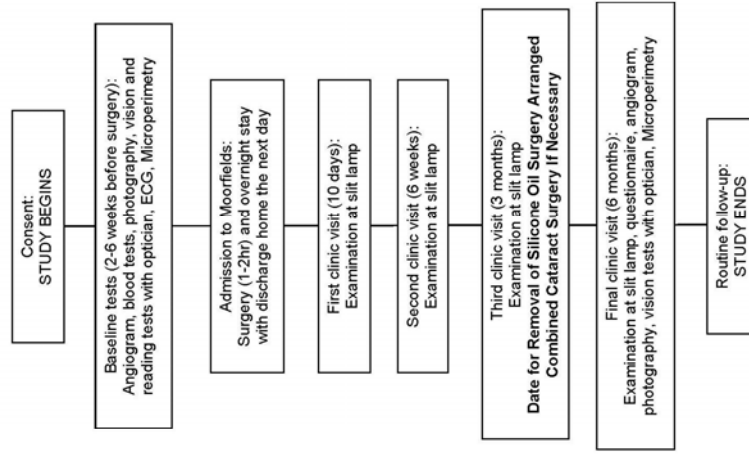 Consent:
STUDY BEGINS
Baseline tests (2-6 weeks before surgery):
Angiogram, blood tests, photography, vision and
reading tests with optician, ECG, Microperimetry
Admission to Moorfields:
Surgery (1-2hr) and overnight stay
with discharge home the next day
First clinic visit (10 days):
Examination at slit lamp
Second clinic visit (6 weeks):
Examination at slit lamp
Third clinic visit (3 months):
Examination at slit lamp
Date for Removal of Silicone Oil Surgery Arranged
Combined Cataract Surgery If Necessary
Final clinic visit (6 months):
Examination at slit lamp, questionnaire, angiogram,
photography, vision tests with optician, Microperimetry
Routine follow-up:
STUDY ENDS